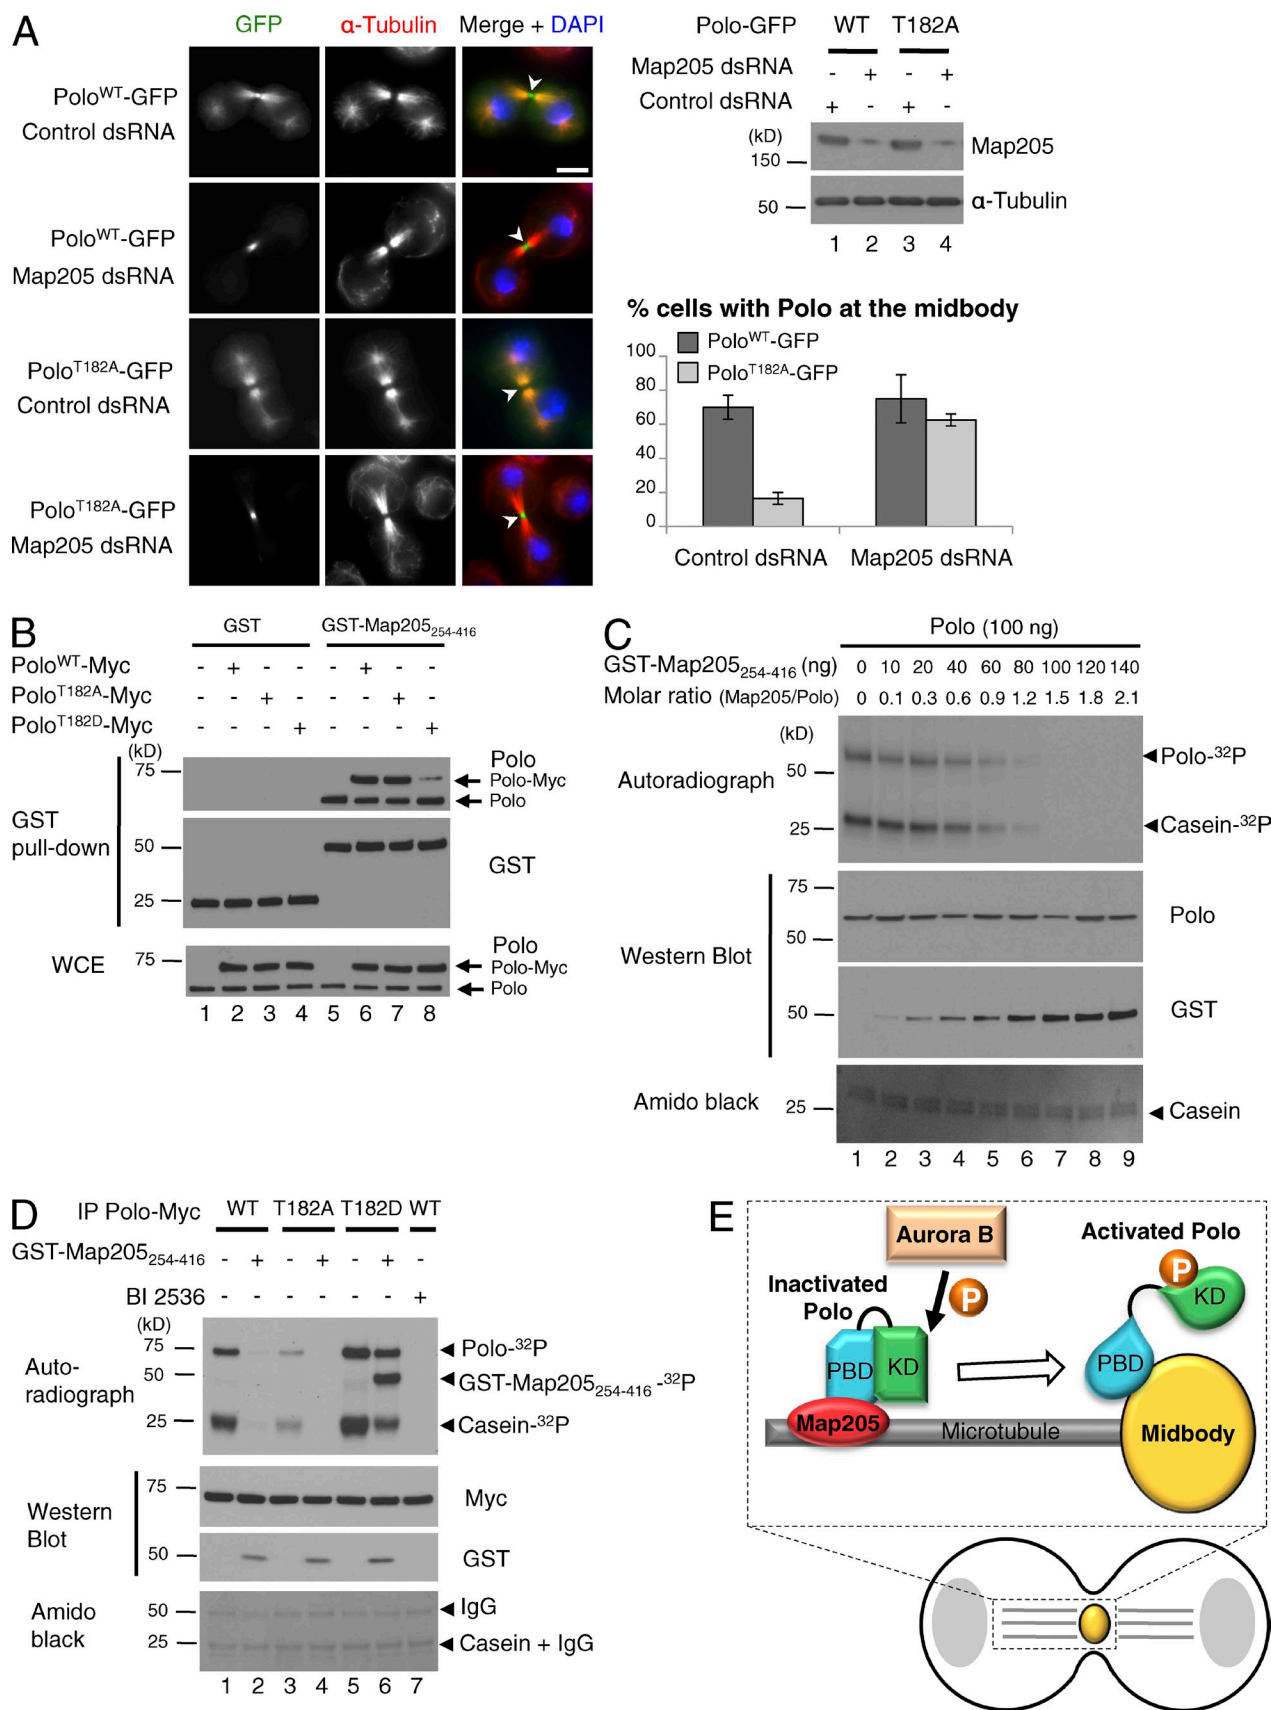 A
GFP α-Tubulin Merge + DAPI
PoloWT-GFP
Control dsRNA
PoloWT-GFP
Map205 dsRNA
PoloT182A-GFP
Control dsRNA
PoloT182A-GFP
Map205 dsRNA
Polo-GFP WT T182A
Map205 dsRNA - + - +
Control dsRNA + - + -
(kD)
150 Map205
50 α-Tubulin
1 2 3 4
% cells with Polo at the midbody
PoloWT-GFP
PoloT182A-GFP
100
80
60
40
20
0
Control dsRNA Map205 dsRNA
B
GST GST-Map205254-416
PoloWT-Myc - + - - - + - -
PoloT182A-Myc - - + - - - + -
PoloT182D-Myc - - - + - - - +
(kD)
GST pull-down
75
Polo
Polo-Myc
Polo
50
25
GST
WCE
75
Polo
Polo-Myc
Polo
1 2 3 4 5 6 7 8
C
Polo (100 ng)
GST-Map205254-416 (ng) 0 10 20 40 60 80 100 120 140
Molar ratio (Map205/Polo) 0 0.1 0.3 0.6 0.9 1.2 1.5 1.8 2.1
(kD)
Autoradiograph
50
25
Polo-32P
Casein-32P
Western Blot
75
50
Polo
50
GST
Amido black
25
Casein
1 2 3 4 5 6 7 8 9
D
IP Polo-Myc WT T182A T182D WT
GST-Map205254-416 - + - + - + -
BI 2536 - - - - - - +
(kD)
Auto-
radiograph
75
50
25
Polo-32P
GST-Map205254-416-32P
Casein-32P
Western
Blot
75
Myc
50
GST
Amido
black
50
25
IgG
Casein + IgG
1 2 3 4 5 6 7
E
Aurora B
Activated Polo
Inactivated
Polo
P
P
KD
PBD
KD
PBD
Map205
Microtubule
Midbody